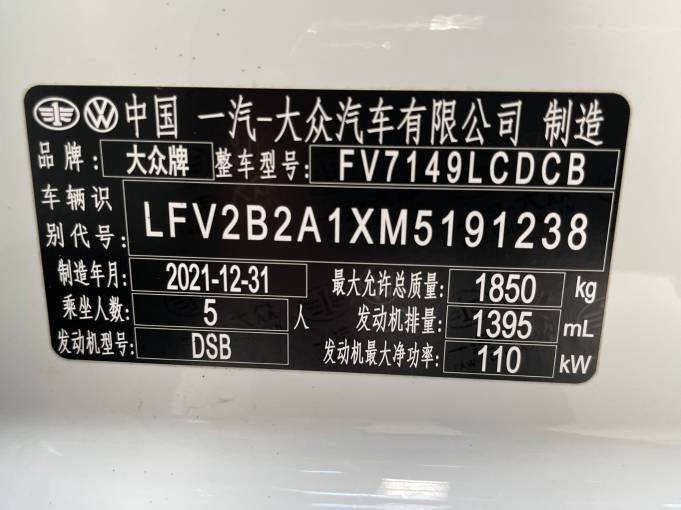 中国 一汽-大众汽车有限公司 制造
品牌: 大众牌 整车型号: FV7149LCDCB
车辆识
别代号: LFV2B2A1XM5191238
制造年月: 2021-12-31 最大允许总质量: 1850 kg
乘坐人数: 5 人 发动机排量: 1395 mL
发动机型号: DSB 发动机最大净功率: 110 kW